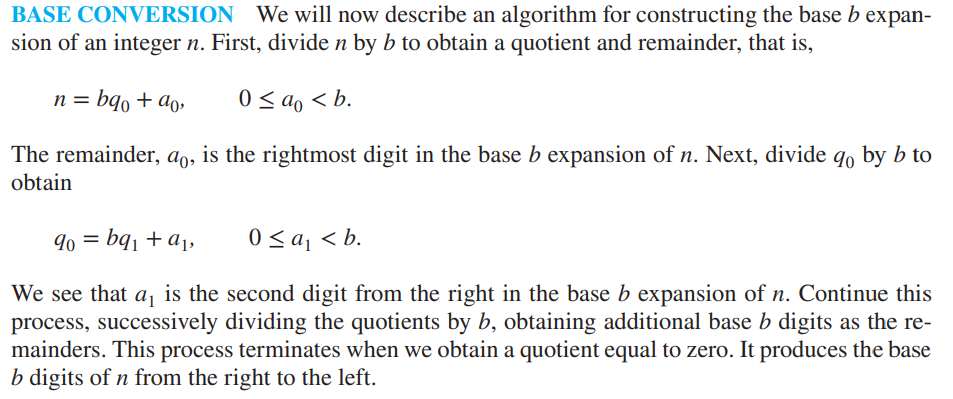 BASE CONVERSION We will now describe an algorithm for constructing the base b expan-
sion of an integer n. First, divide n by b to obtain a quotient and remainder, that is,
n = bq₀ + a₀, 0 ≤ a₀ < b.
The remainder, a₀, is the rightmost digit in the base b expansion of n. Next, divide q₀ by b to
obtain
q₀ = bq₁ + a₁, 0 ≤ a₁ < b.
We see that a₁ is the second digit from the right in the base b expansion of n. Continue this
process, successively dividing the quotients by b, obtaining additional base b digits as the re-
mainders. This process terminates when we obtain a quotient equal to zero. It produces the base
b digits of n from the right to the left.